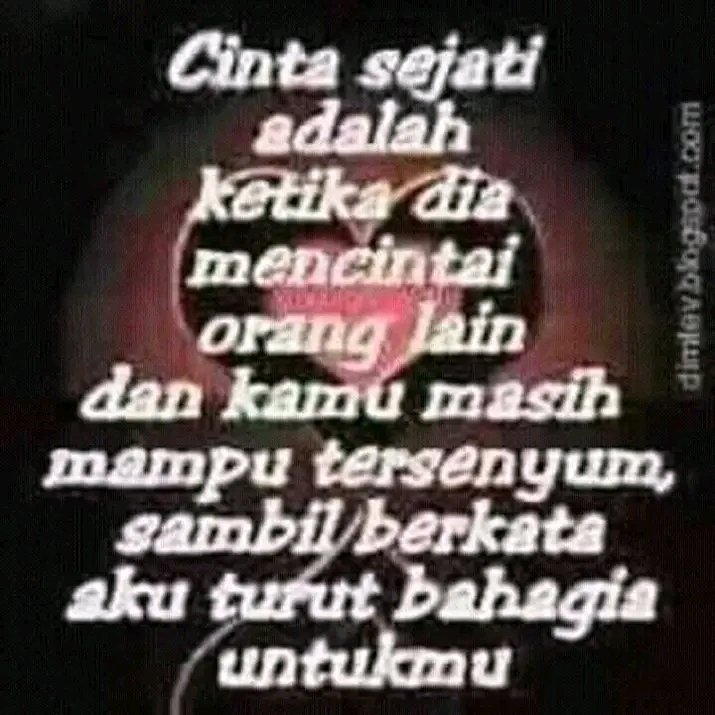 Cinta sejati
adalah
ketika dia
mencintai
orang lain
dan kamu masih
mampu tersenyum,
sambil berkata
aku turut bahagia
untukmu
dimlev.blogspot.com